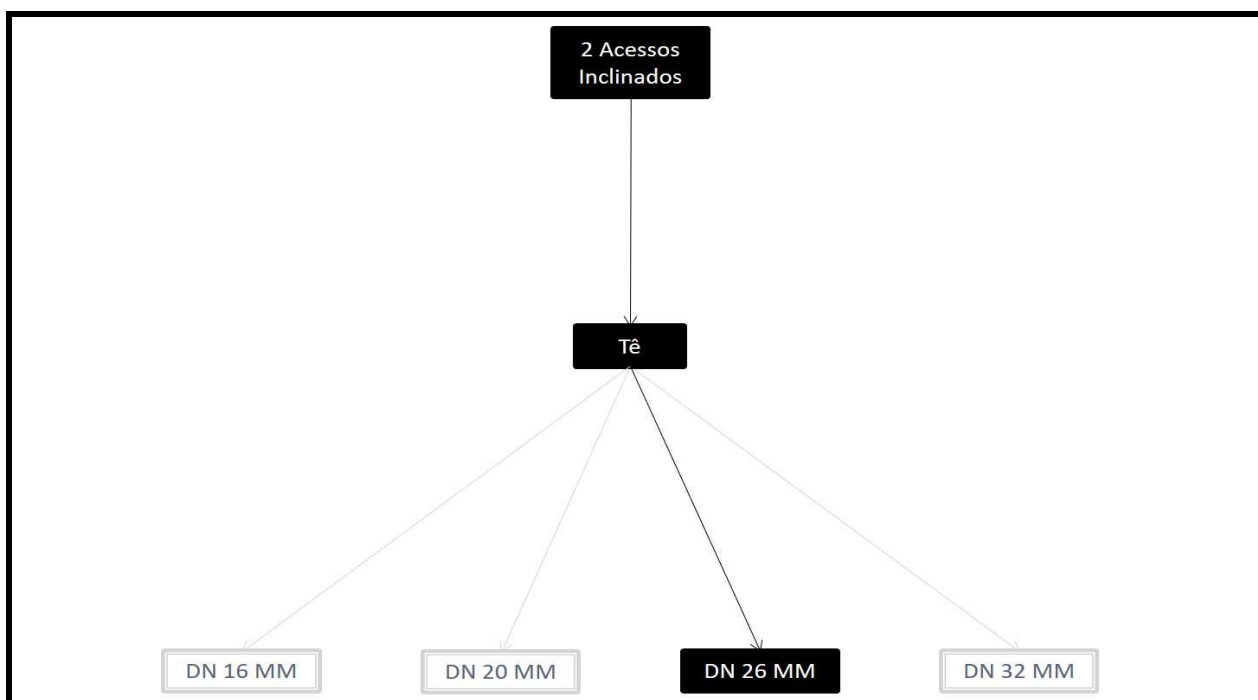 2 Acessos
Inclinados
Tê
DN 16 MM
DN 20 MM
DN 26 MM
DN 32 MM